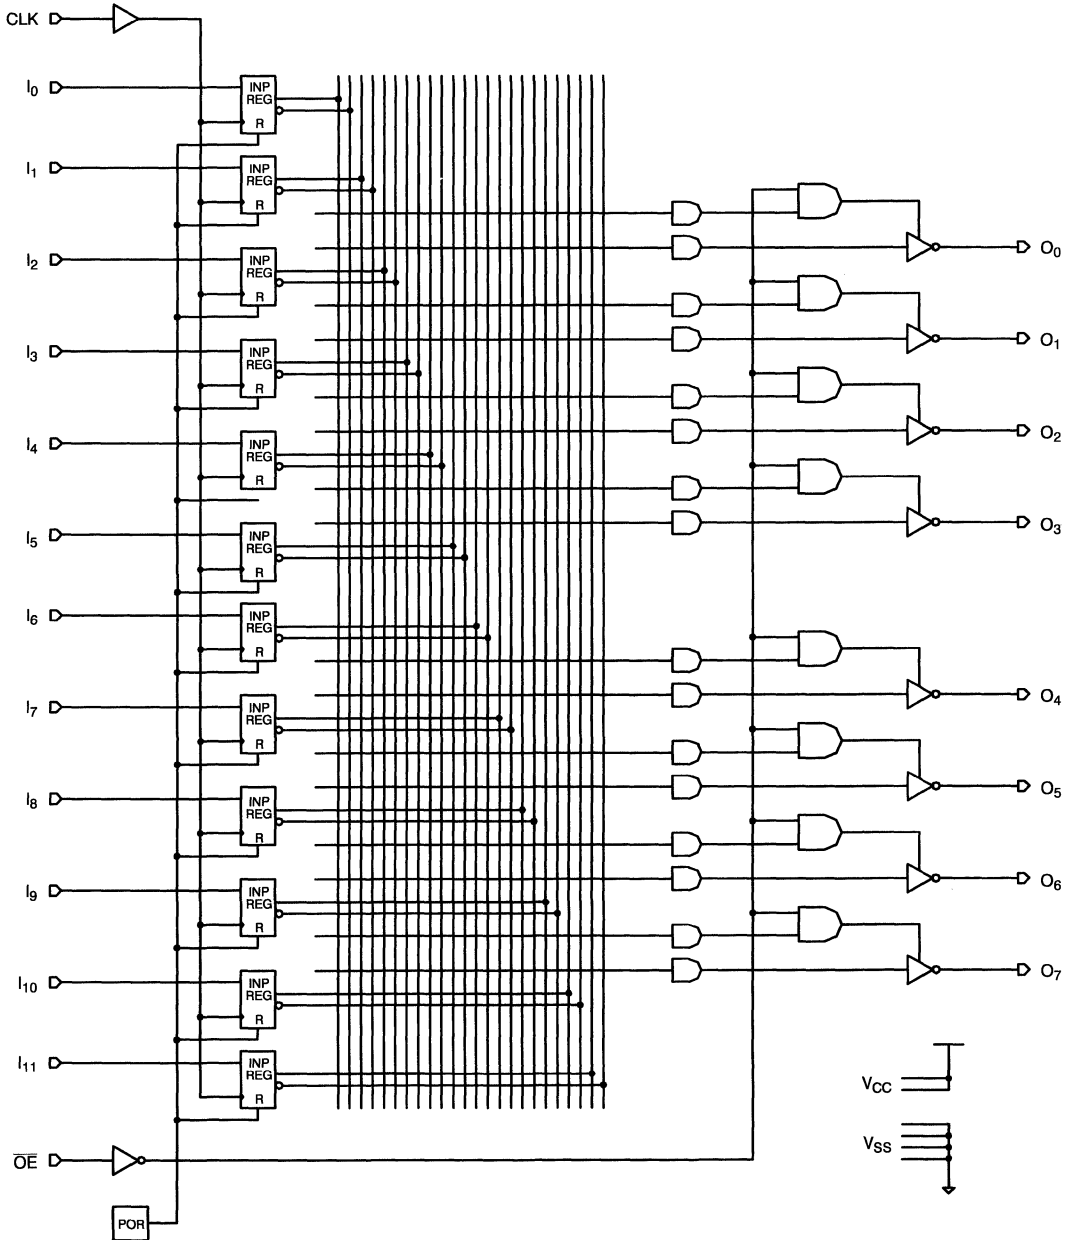 CLK
I0
INP
REG
R
I1
INP
REG
R
I2
INP
REG
R
O0
I3
INP
REG
R
O1
I4
INP
REG
R
O2
I5
INP
REG
R
O3
I6
INP
REG
R
I7
INP
REG
R
O4
I8
INP
REG
R
O5
I9
INP
REG
R
O6
I10
INP
REG
R
O7
I11
INP
REG
R
VCC
VSS
OE
POR